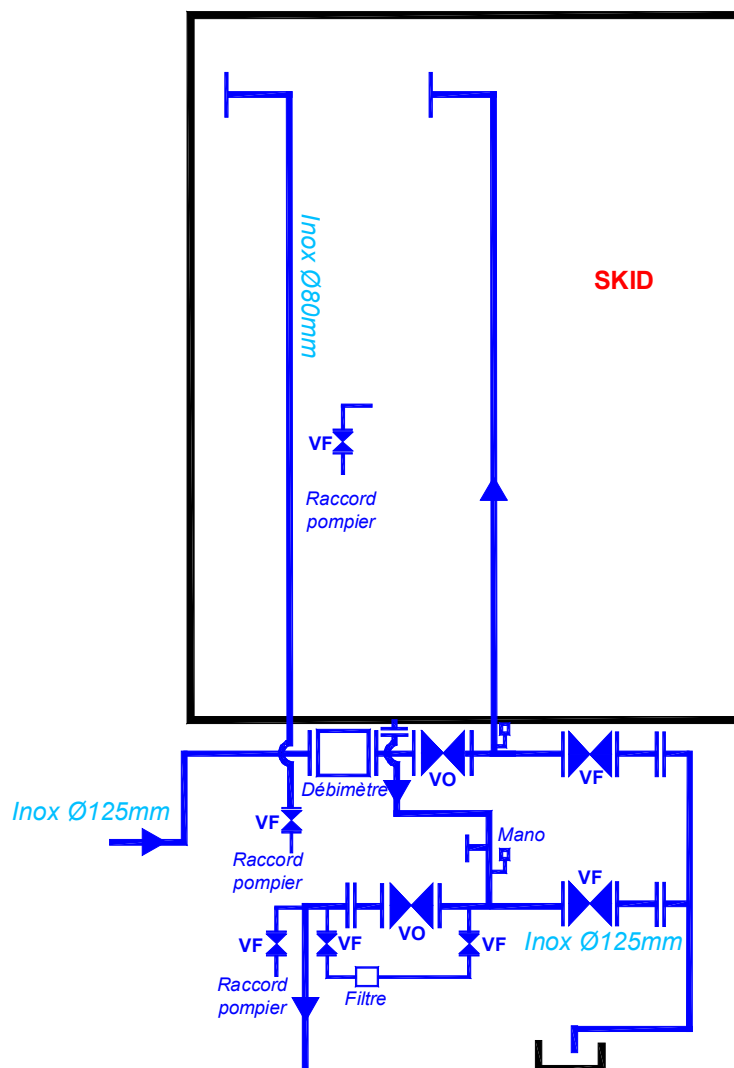 Inox Ø80mm
SKID
VF
Raccord
pompier
VO
VF
Débimètre
Inox Ø125mm
VF
Mano
Raccord
pompier
VF
VF
VF
VO
VF
Inox Ø125mm
Raccord
pompier
Filtre